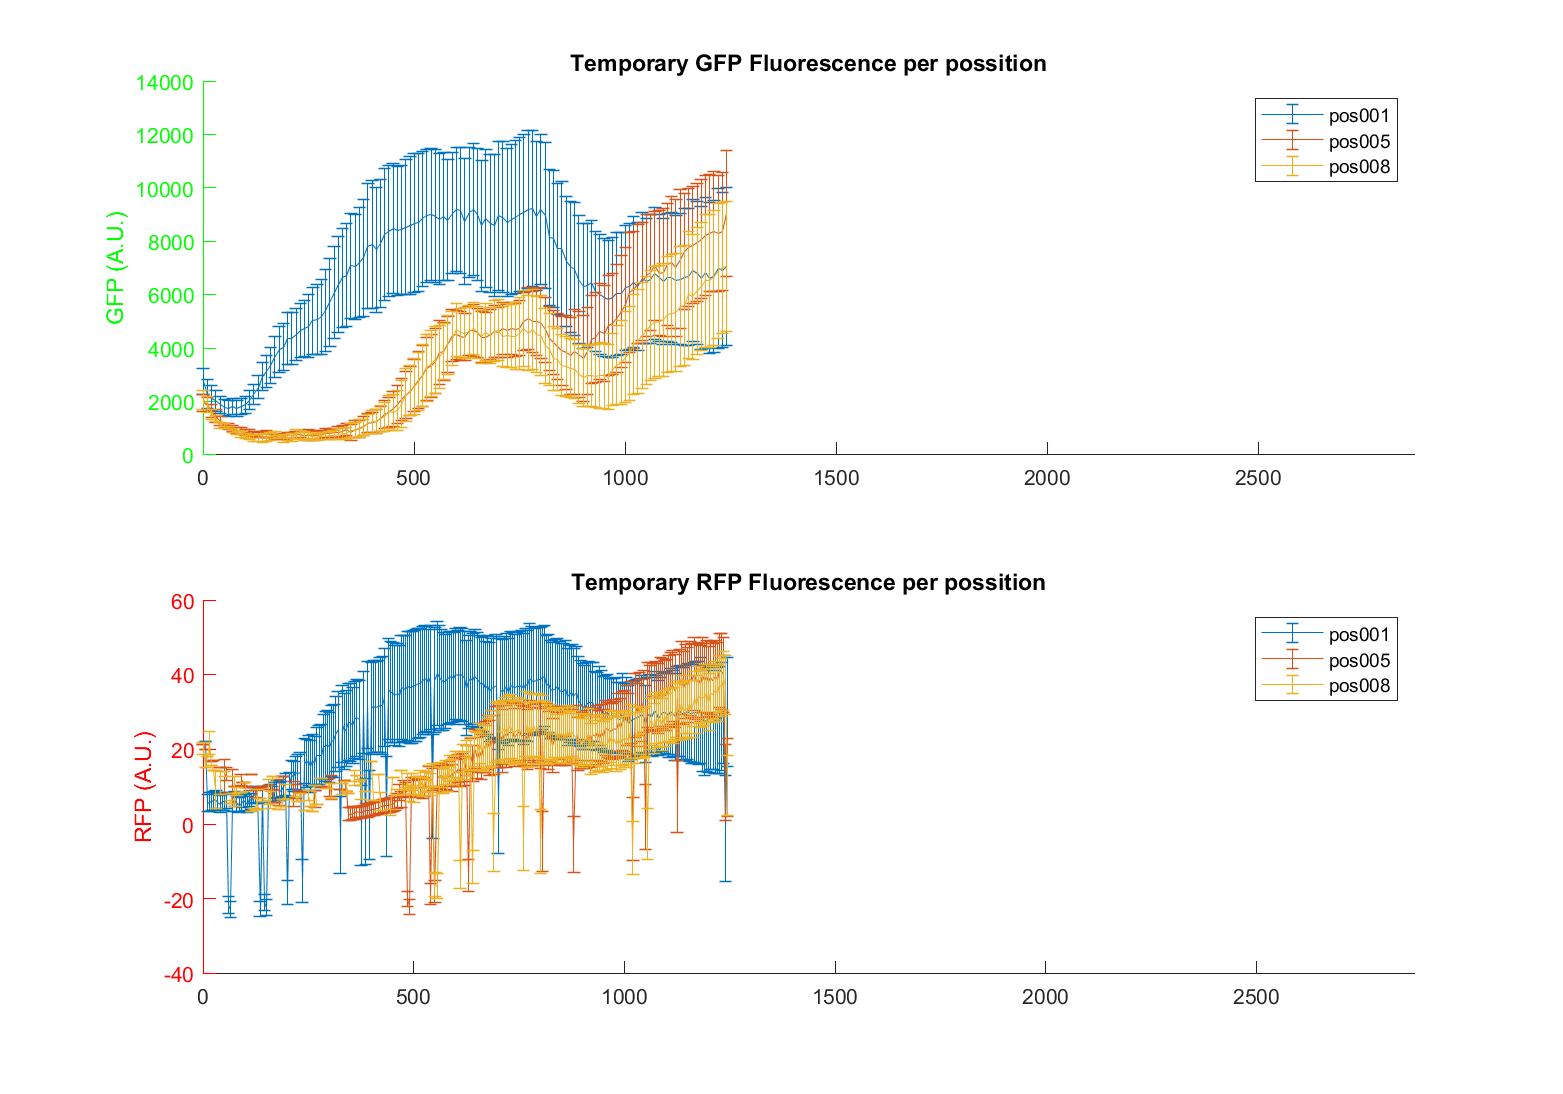 Temporary GFP Fluorescence per possition
14000
12000
10000
8000
6000
4000
2000
0
GFP (A.U.)
pos001
pos005
pos008
0 500 1000 1500 2000 2500
Temporary RFP Fluorescence per possition
60
40
20
0
-20
-40
RFP (A.U.)
pos001
pos005
pos008
0 500 1000 1500 2000 2500